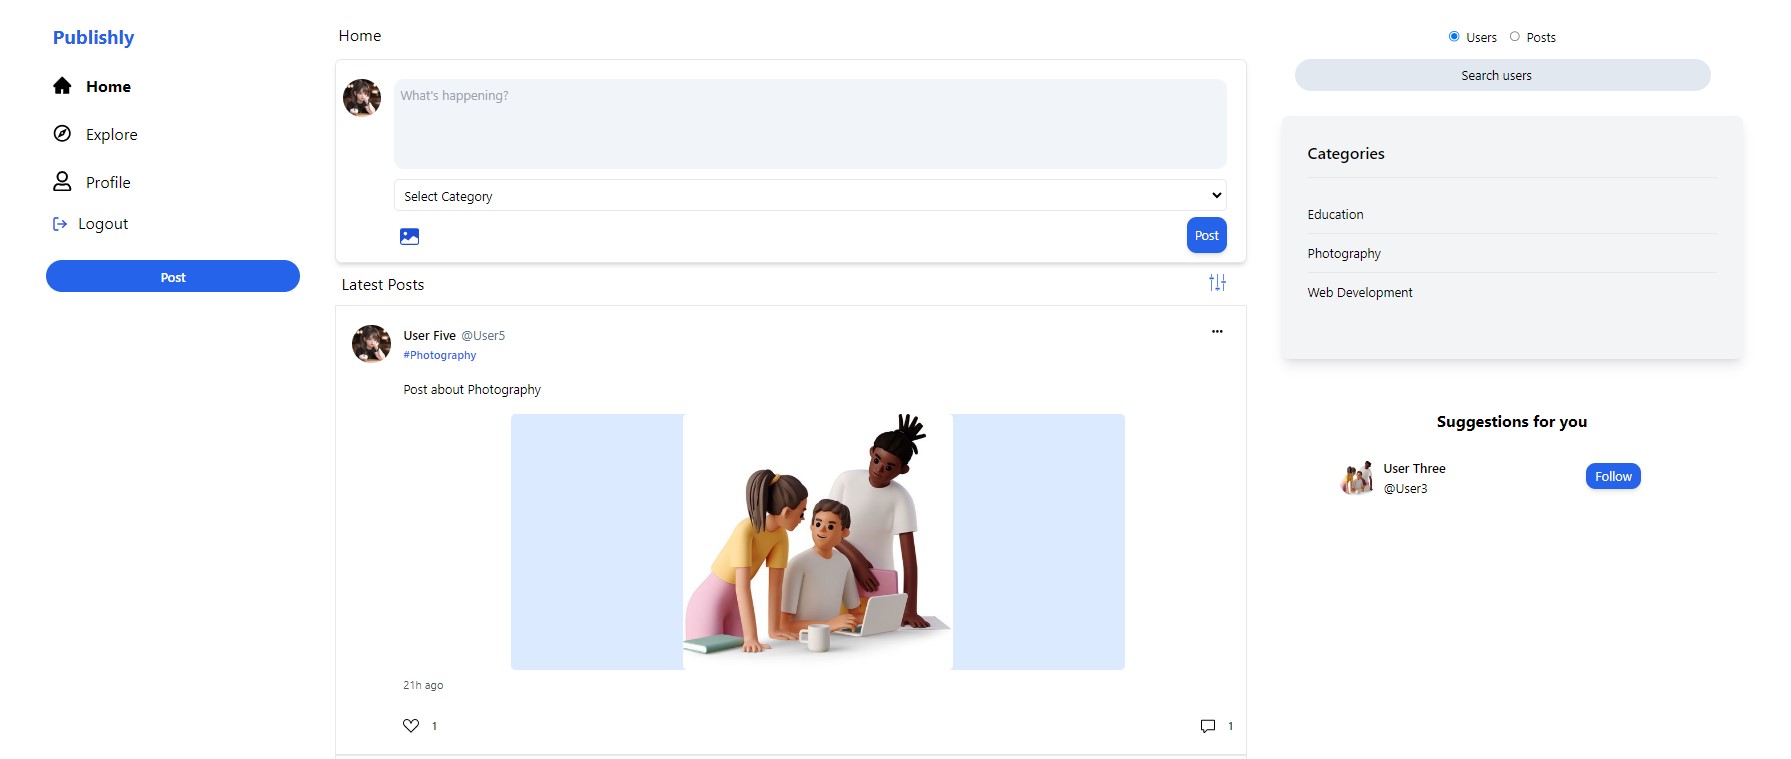 Publishly
Home
Explore
Profile
Logout
Post
Home
What's happening?
Select Category
Post
Latest Posts
User Five @User5
#Photography
Post about Photography
21h ago
1
1
Users Posts
Search users
Categories
Education
Photography
Web Development
Suggestions for you
User Three
@User3
Follow